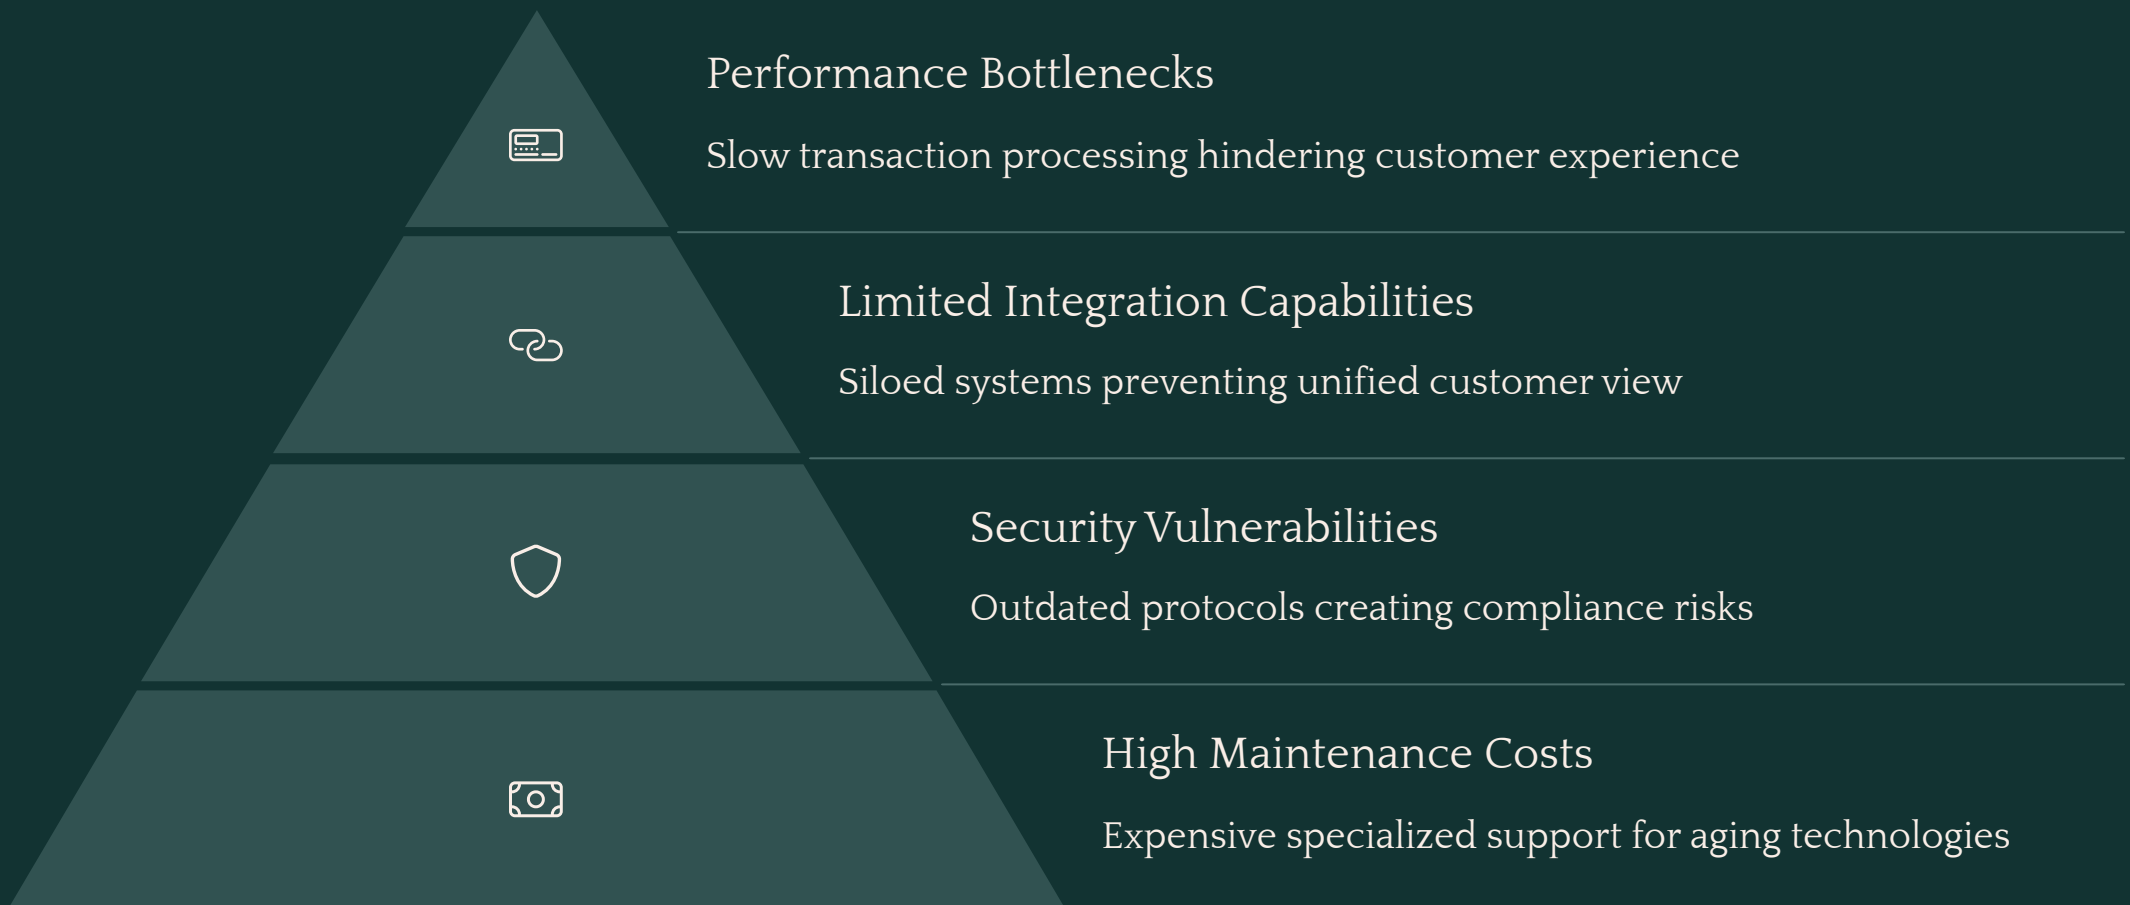 Performance Bottlenecks
Slow transaction processing hindering customer experience
Limited Integration Capabilities
Siloed systems preventing unified customer view
Security Vulnerabilities
Outdated protocols creating compliance risks
High Maintenance Costs
Expensive specialized support for aging technologies